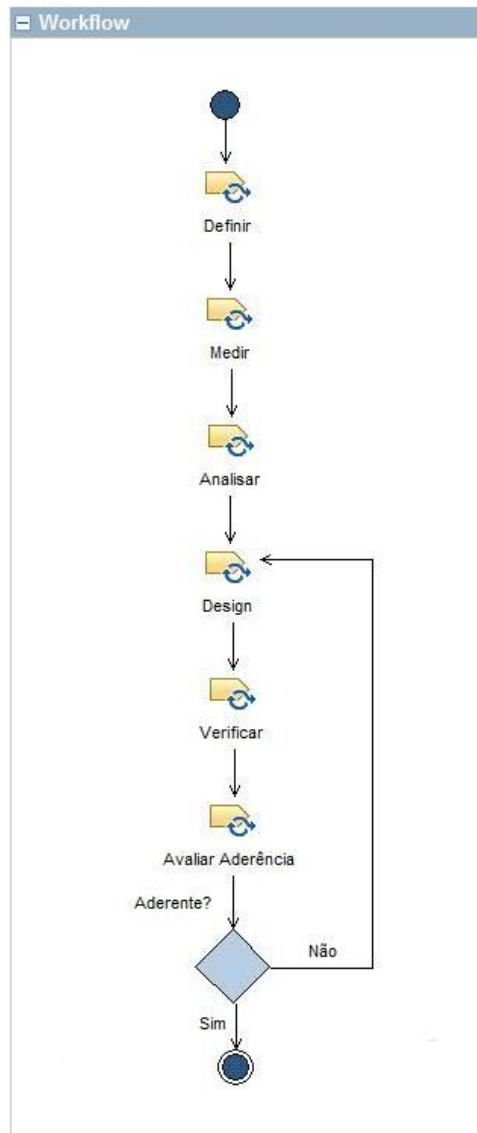 Workflow
Definir
Medir
Analisar
Design
Verificar
Avaliar Aderência
Aderente?
Não
Sim